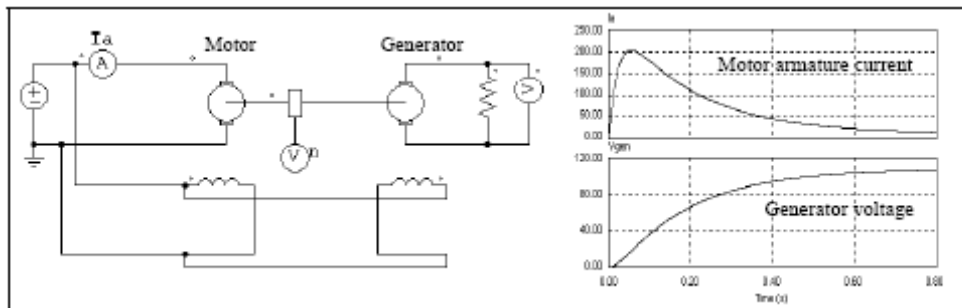 Ia
A
Motor
Generator
V
n
V
250.00
200.00
150.00
100.00
50.00
0.00
Motor armature current
Vgen
120.00
80.00
40.00
0.00
Generator voltage
0.00 0.20 0.40 0.60 0.80
Time (s)